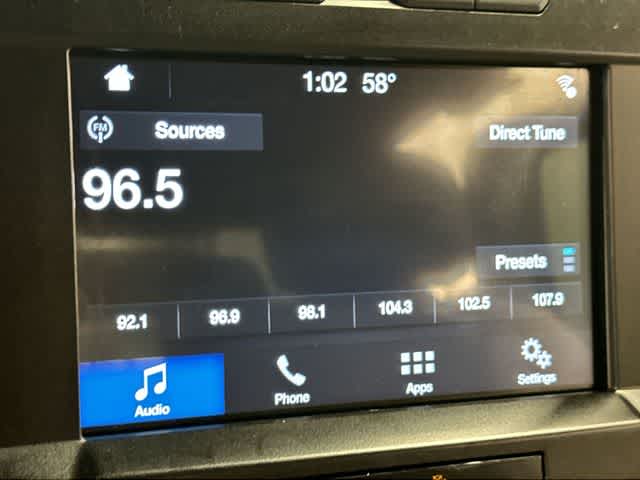 1:02 58°
FM Sources Direct Tune
96.5
Presets
92.1 96.9 98.1 104.3 102.5 107.9
Audio Phone Apps Settings